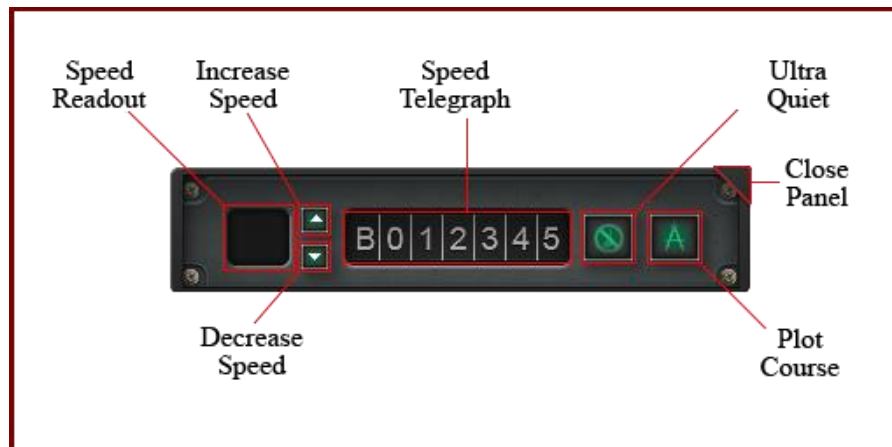 Speed
Readout
Increase
Speed
Speed
Telegraph
Ultra
Quiet
Close
Panel
B 0 1 2 3 4 5
A
Decrease
Speed
Plot
Course